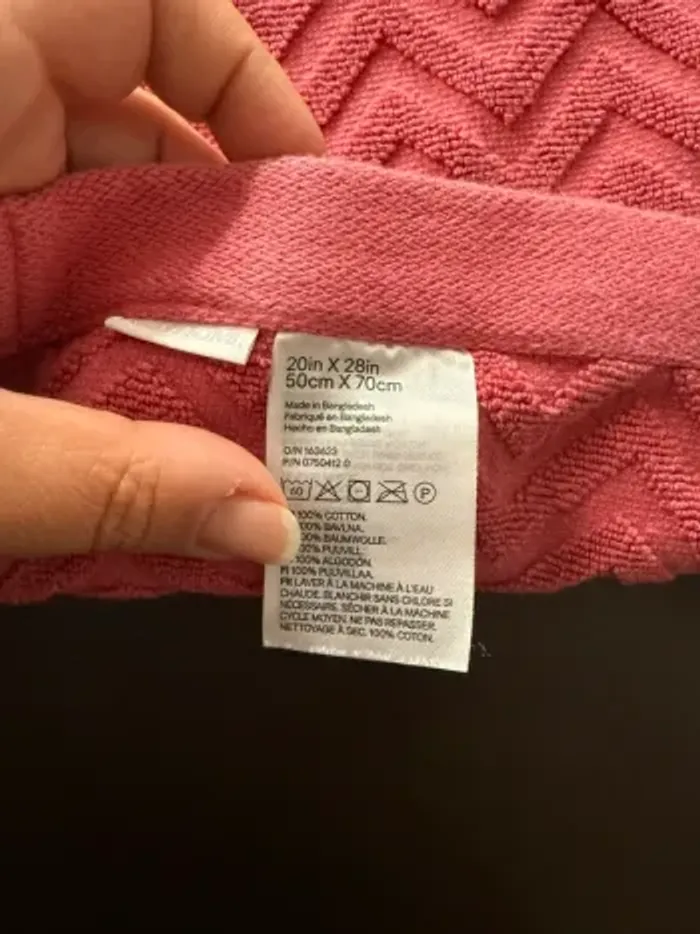 20in X 28in
50cm X 70cm
Made in Bangladesh
Fabriqué en Bangladesh
Hecho en Bangladesh
O/N 163623
P/N 0750412 0
60 P
100% COTTON.
100% BAVLNA.
100% BAUMWOLLE.
100% PUUVILL.
100% ALGODÓN.
FI 100% PUUVILLAA.
FR LAVER À LA MACHINE À L'EAU
CHAUDE. BLANCHIR SANS CHLORE SI
NÉCESSAIRE. SÉCHER À LA MACHINE
CYCLE MOYEN. NE PAS REPASSER.
NETTOYAGE À SEC. 100% COTON.